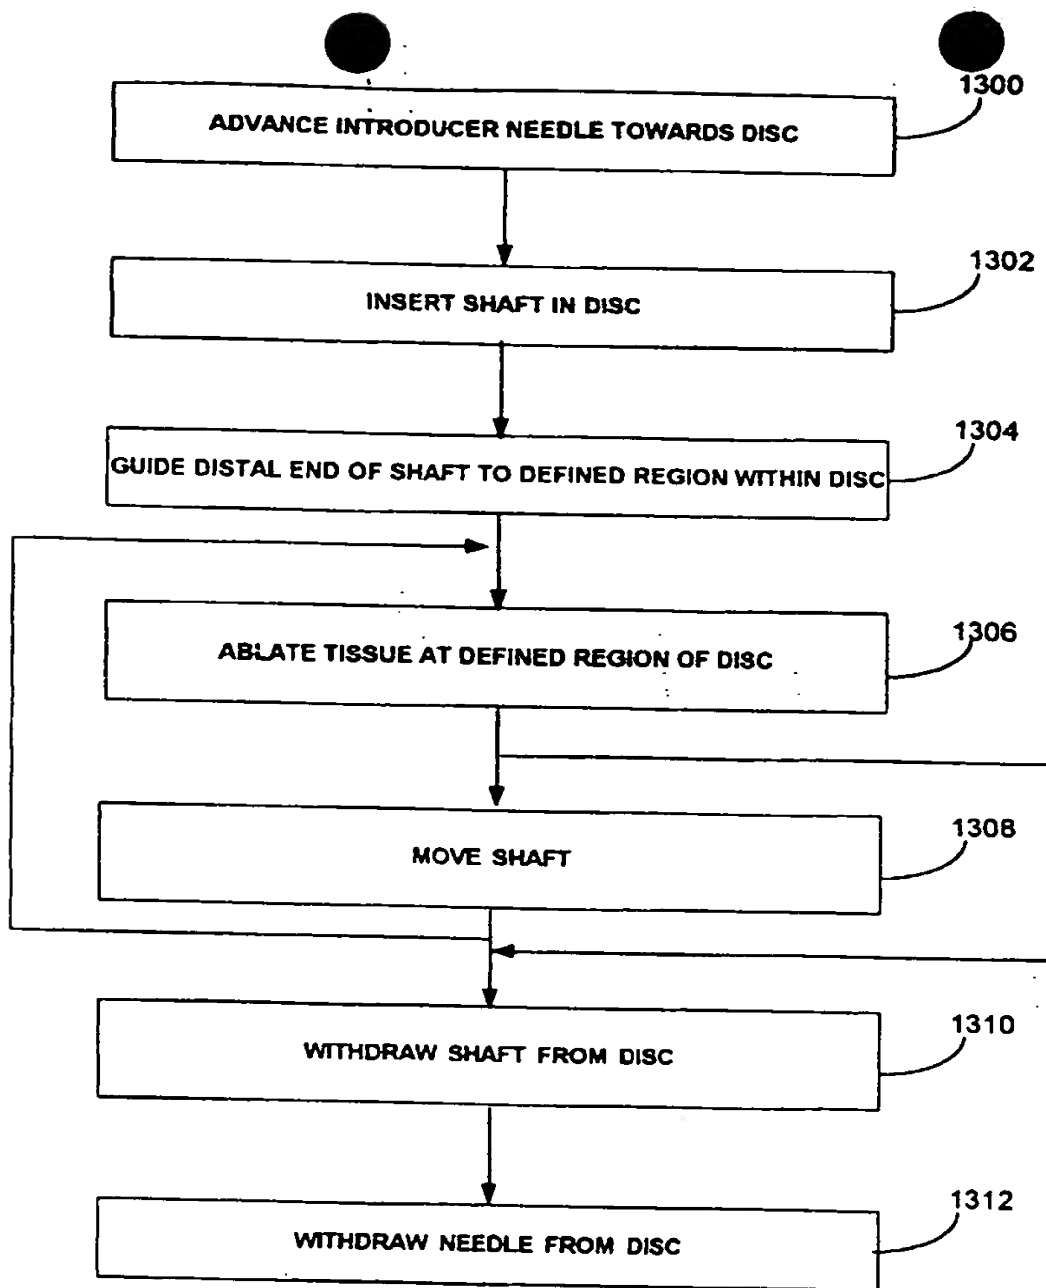 1300
ADVANCE INTRODUCER NEEDLE TOWARDS DISC
1302
INSERT SHAFT IN DISC
1304
GUIDE DISTAL END OF SHAFT TO DEFINED REGION WITHIN DISC
1306
ABLATE TISSUE AT DEFINED REGION OF DISC
1308
MOVE SHAFT
1310
WITHDRAW SHAFT FROM DISC
1312
WITHDRAW NEEDLE FROM DISC